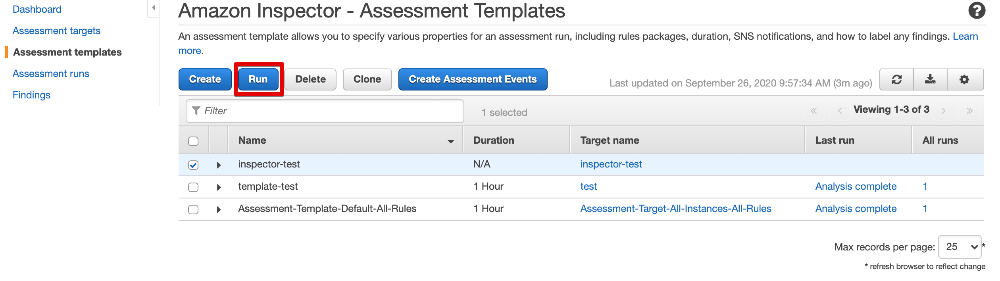 Dashboard
Amazon Inspector - Assessment Templates
Assessment targets
An assessment template allows you to specify various properties for an assessment run, including rules packages, duration, SNS notifications, and how to label any findings. Learn
more.
Assessment templates
Assessment runs
Findings
Create Run Delete Clone Create Assessment Events Last updated on September 26, 2020 9:57:34 AM (3m ago)
Filter 1 selected « ‹ Viewing 1-3 of 3 › »
Name Duration Target name Last run All runs
inspector-test N/A inspector-test
template-test 1 Hour test Analysis complete 1
Assessment-Template-Default-All-Rules 1 Hour Assessment-Target-All-Instances-All-Rules Analysis complete 1
Max records per page: 25 *
* refresh browser to reflect change